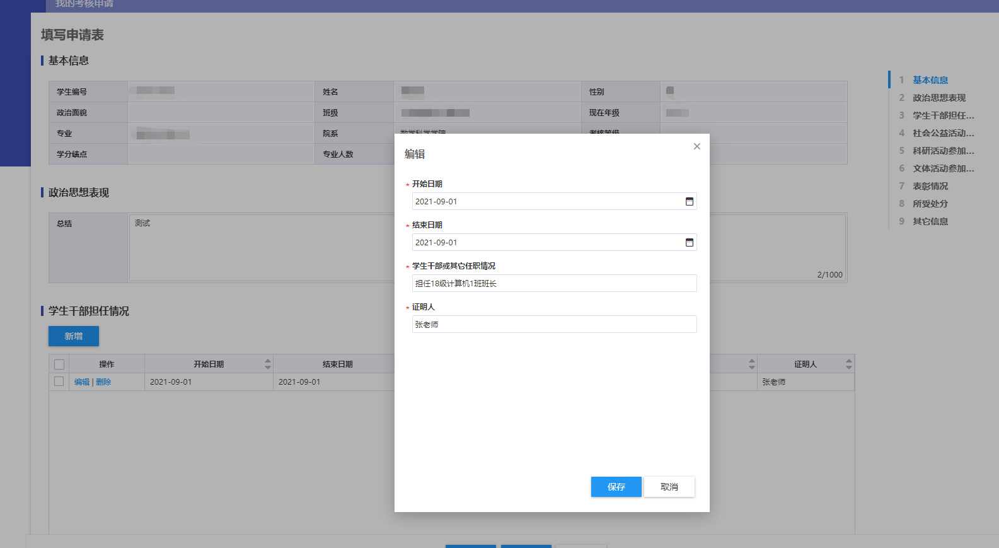 我的考核申请
填写申请表
基本信息
学生编号 姓名 性别
政治面貌 班级 现在年级
专业 院系 数学科学学院 考核等级
学分绩点 专业人数
政治思想表现
总结 测试
2/1000
学生干部担任情况
新增
操作 开始日期 结束日期 证明人
编辑 | 删除 2021-09-01 2021-09-01 张老师
编辑
×
* 开始日期
2021-09-01
* 结束日期
2021-09-01
* 学生干部或其它任职情况
担任18级计算机1班班长
* 证明人
张老师
保存 取消
1 基本信息
2 政治思想表现
3 学生干部担任...
4 社会公益活动...
5 科研活动参加...
6 文体活动参加...
7 表彰情况
8 所受处分
9 其它信息